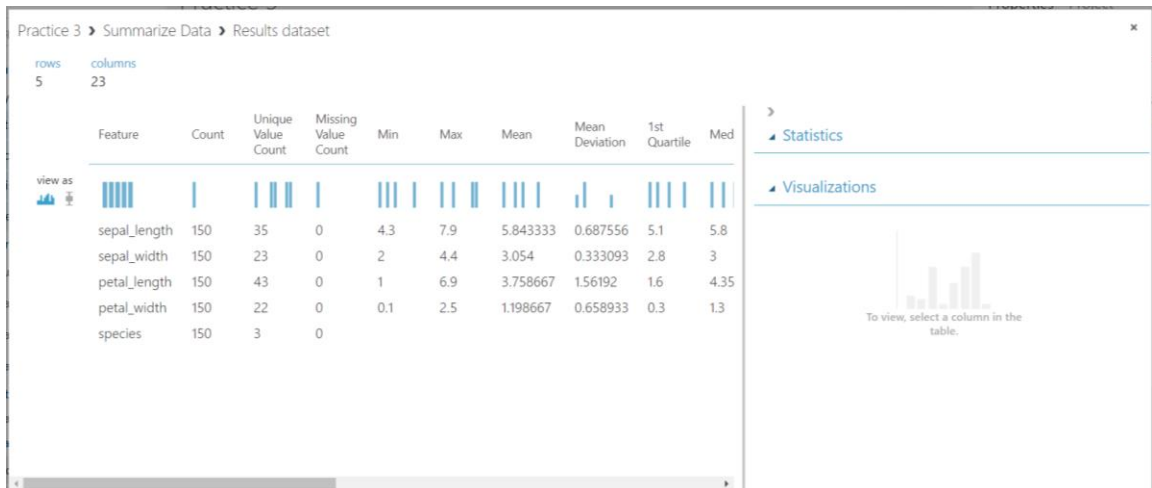 Practice 3 › Summarize Data › Results dataset
rows columns
5 23
Feature Count Unique Value Count Missing Value Count Min Max Mean Mean Deviation 1st Quartile Med
view as
sepal_length 150 35 0 4.3 7.9 5.843333 0.687556 5.1 5.8
sepal_width 150 23 0 2 4.4 3.054 0.333093 2.8 3
petal_length 150 43 0 1 6.9 3.758667 1.56192 1.6 4.35
petal_width 150 22 0 0.1 2.5 1.198667 0.658933 0.3 1.3
species 150 3 0
Statistics
Visualizations
To view, select a column in the
table.